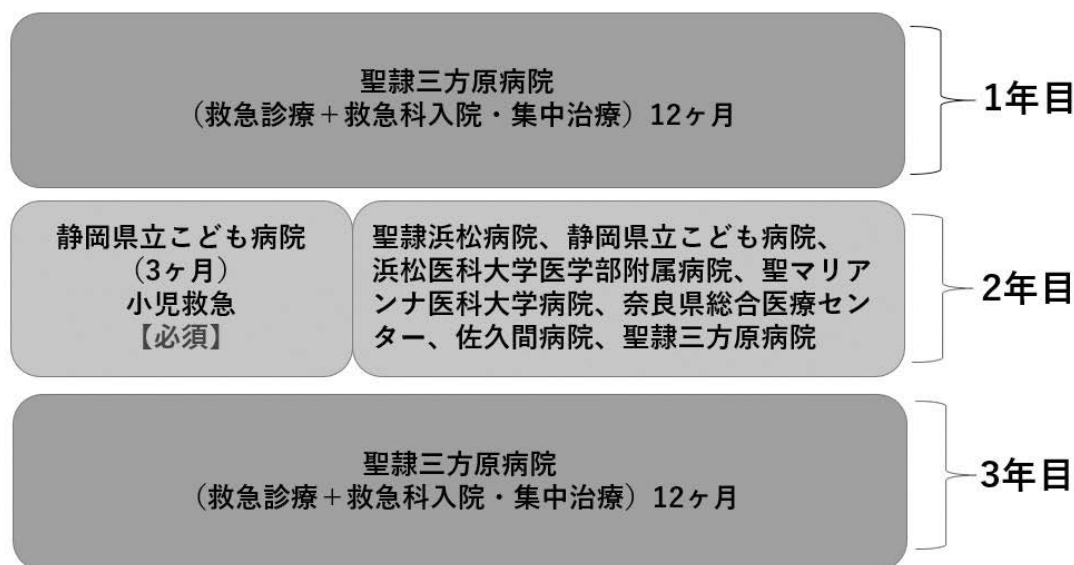 聖隷三方原病院
（救急診療＋救急科入院・集中治療）12ヶ月
1年目
静岡県立こども病院
（3ヶ月）
小児救急
【必須】
聖隷浜松病院、静岡県立こども病院、
浜松医科大学医学部附属病院、聖マリア
ンナ医科大学病院、奈良県総合医療セン
ター、佐久間病院、聖隷三方原病院
2年目
聖隷三方原病院
（救急診療＋救急科入院・集中治療）12ヶ月
3年目